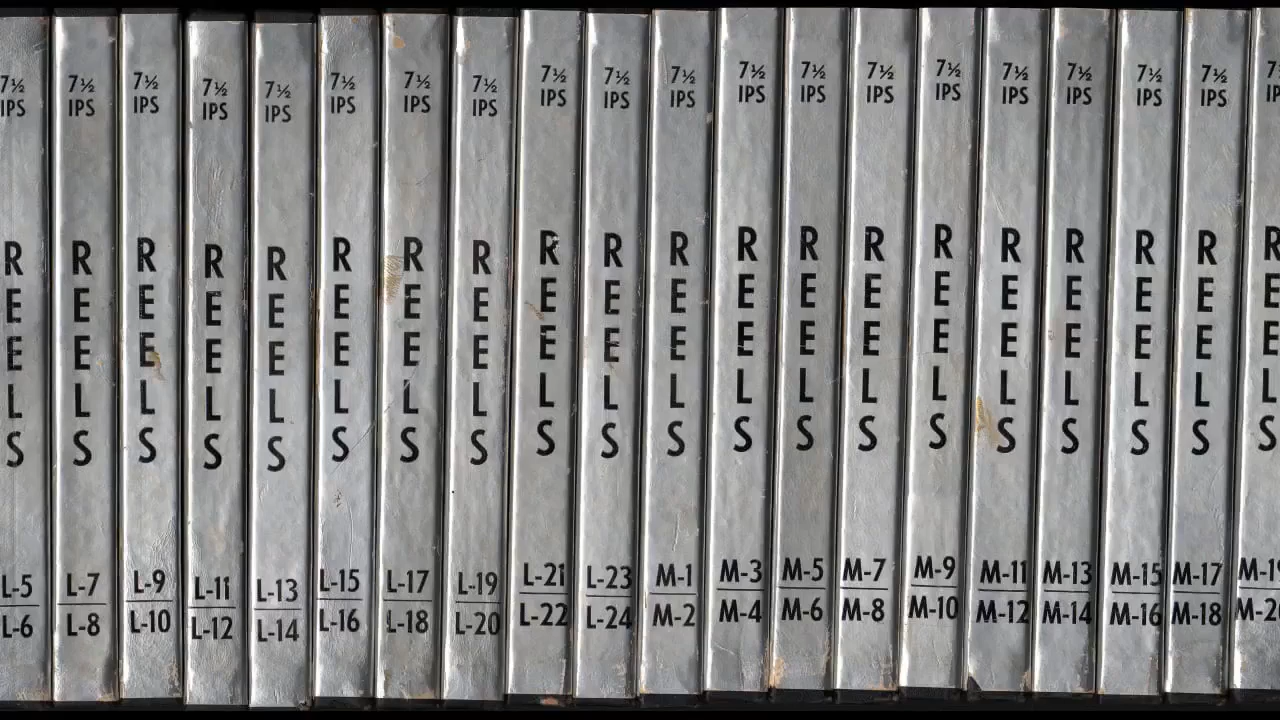 7½ IPS REELS L-5 L-6
7½ IPS REELS L-7 L-8
7½ IPS REELS L-9 L-10
7½ IPS REELS L-11 L-12
7½ IPS REELS L-13 L-14
7½ IPS REELS L-15 L-16
7½ IPS REELS L-17 L-18
7½ IPS REELS L-19 L-20
7½ IPS REELS L-21 L-22
7½ IPS REELS L-23 L-24
7½ IPS REELS M-1 M-2
7½ IPS REELS M-3 M-4
7½ IPS REELS M-5 M-6
7½ IPS REELS M-7 M-8
7½ IPS REELS M-9 M-10
7½ IPS REELS M-11 M-12
7½ IPS REELS M-13 M-14
7½ IPS REELS M-15 M-16
7½ IPS REELS M-17 M-18
REELS